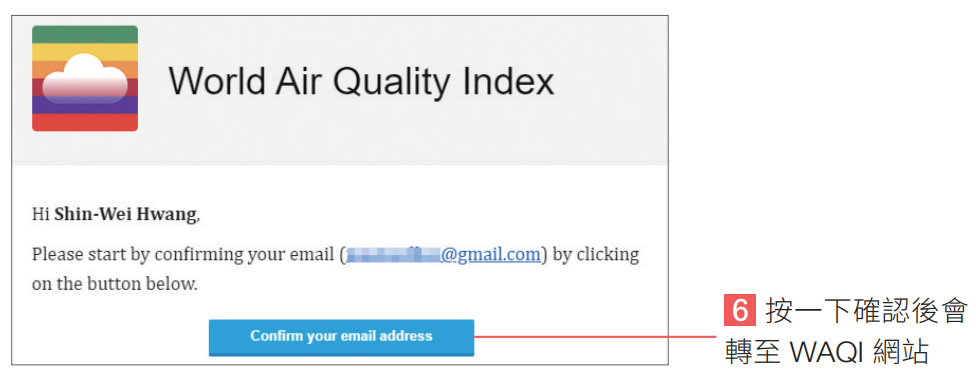 World Air Quality Index
Hi Shin-Wei Hwang,
Please start by confirming your email (@gmail.com) by clicking
on the button below.
Confirm your email address
6 按一下確認後會
轉至 WAQI 網站